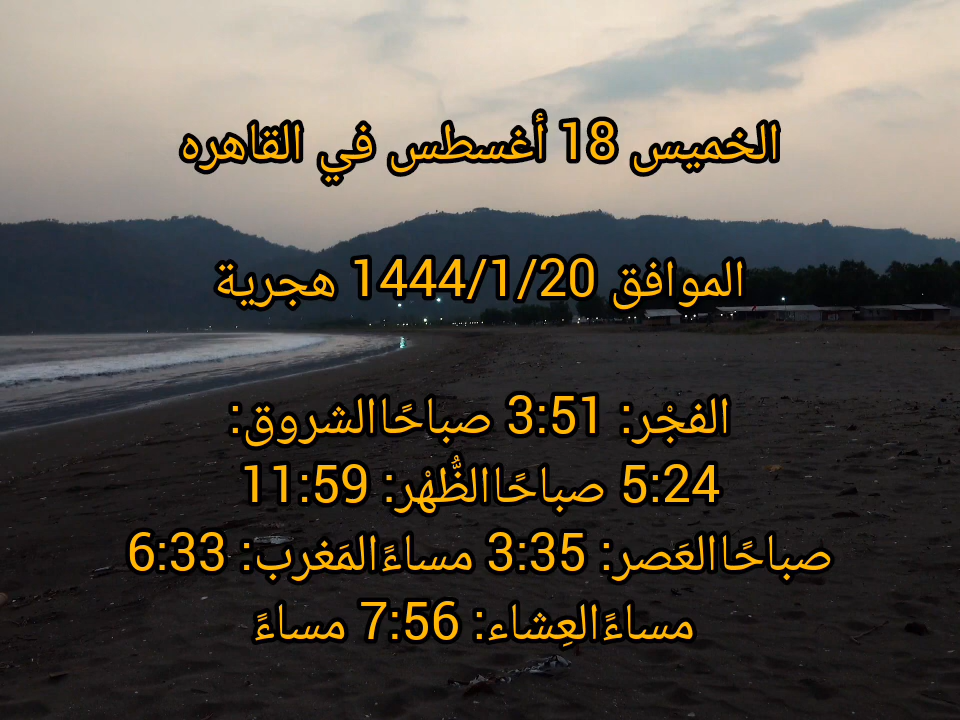 الخميس 18 أغسطس في القاهره
الموافق 1444/1/20 هجرية
الفجْر: 3:51 صباحًاالشروق:
5:24 صباحًاالظُّهْر: 11:59
صباحًاالعَصر: 3:35 مساءًالمَغرب: 6:33
مساءًالعِشاء: 7:56 مساءً